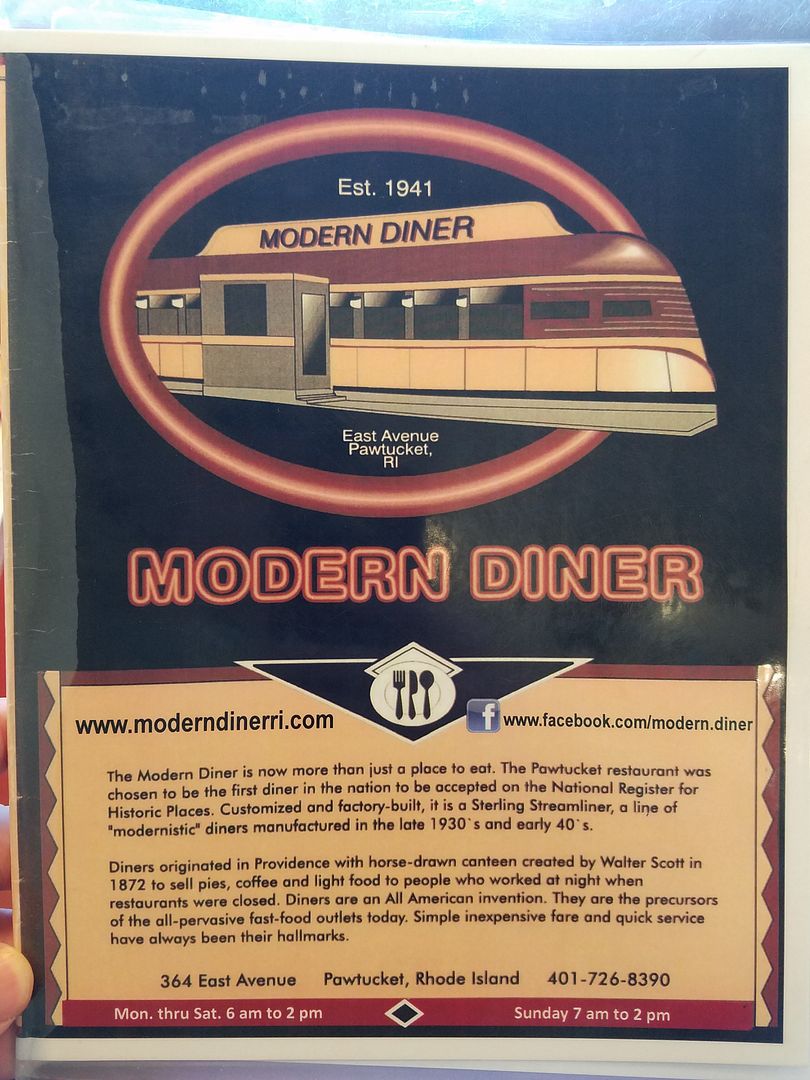 Est. 1941
MODERN DINER
East Avenue
Pawtucket,
RI
MODERN DINER
www.moderndinerri.com
f www.facebook.com/modern.diner
The Modern Diner is now more than just a place to eat. The Pawtucket restaurant was
chosen to be the first diner in the nation to be accepted on the National Register for
Historic Places. Customized and factory-built, it is a Sterling Streamliner, a line of
"modernistic" diners manufactured in the late 1930`s and early 40`s.
Diners originated in Providence with horse-drawn canteen created by Walter Scott in
1872 to sell pies, coffee and light food to people who worked at night when
restaurants were closed. Diners are an All American invention. They are the precursors
of the all-pervasive fast-food outlets today. Simple inexpensive fare and quick service
have always been their hallmarks.
364 East Avenue Pawtucket, Rhode Island 401-726-8390
Mon. thru Sat. 6 am to 2 pm Sunday 7 am to 2 pm